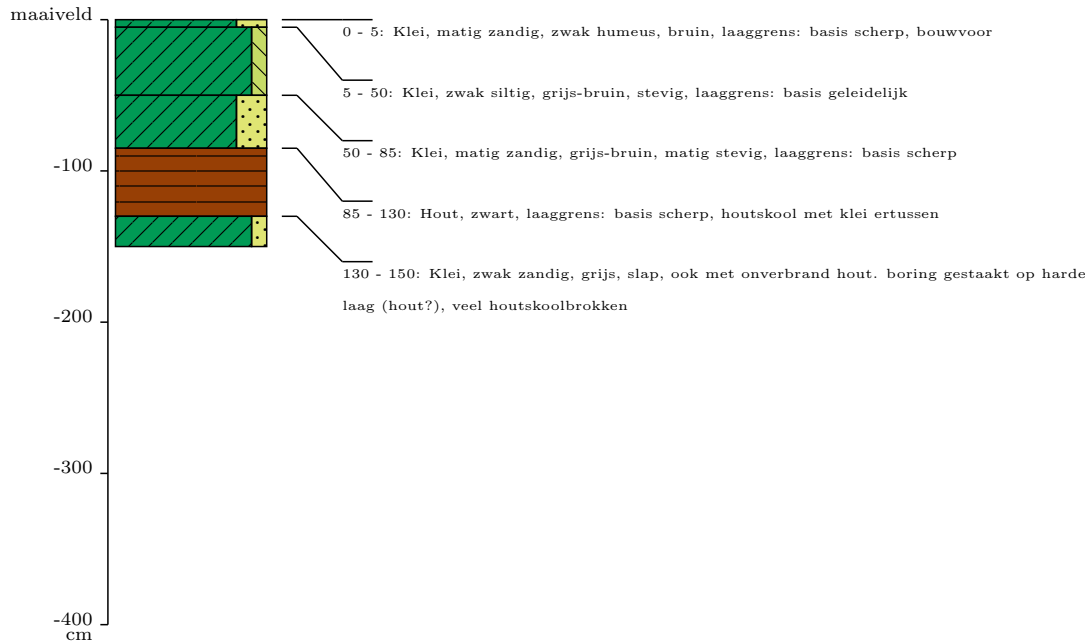 maaiveld
0 - 5: Klei, matig zandig, zwak humeus, bruin, laaggrens: basis scherp, bouwvoor
5 - 50: Klei, zwak siltig, grijs-bruin, stevig, laaggrens: basis geleidelijk
50 - 85: Klei, matig zandig, grijs-bruin, matig stevig, laaggrens: basis scherp
-100
85 - 130: Hout, zwart, laaggrens: basis scherp, houtskool met klei ertussen
130 - 150: Klei, zwak zandig, grijs, slap, ook met onverbrand hout. boring gestaakt op harde
laag (hout?), veel houtskoolbrokken
-200
-300
-400
cm